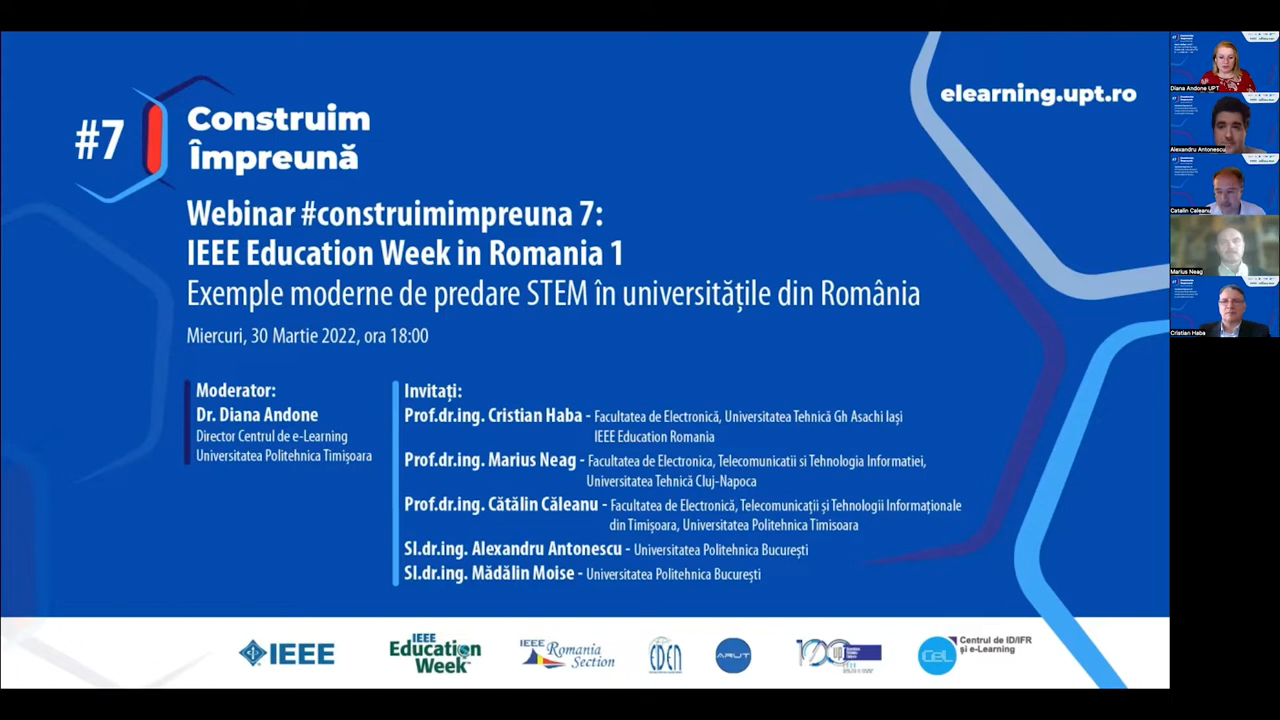 #7
Construim
Împreună
elearning.upt.ro
Webinar #construimimpreuna 7:
IEEE Education Week in Romania 1
Exemple moderne de predare STEM în universitățile din România
Miercuri, 30 Martie 2022, ora 18:00
Moderator:
Dr. Diana Andone
Director Centrul de e-Learning
Universitatea Politehnica Timișoara
Invitați:
Prof.dr.ing. Cristian Haba - Facultatea de Electronică, Universitatea Tehnică Gh Asachi Iași
IEEE Education Romania
Prof.dr.ing. Marius Neag - Facultatea de Electronica, Telecomunicatii si Tehnologia Informatiei,
Universitatea Tehnică Cluj-Napoca
Prof.dr.ing. Cătălin Căleanu - Facultatea de Electronică, Telecomunicații și Tehnologii Informaționale
din Timișoara, Universitatea Politehnica Timisoara
Sl.dr.ing. Alexandru Antonescu - Universitatea Politehnica București
Sl.dr.ing. Mădălin Moise - Universitatea Politehnica București
IEEE
IEEE
Education
Week
IEEE Romania
Section
EDEN
ARUT
100
Centrul de ID/IFR
și e-Learning
CeL
Diana Andone UPT
Alexandru Antonescu
Catalin Caleanu
Marius Neag
Cristian Haba